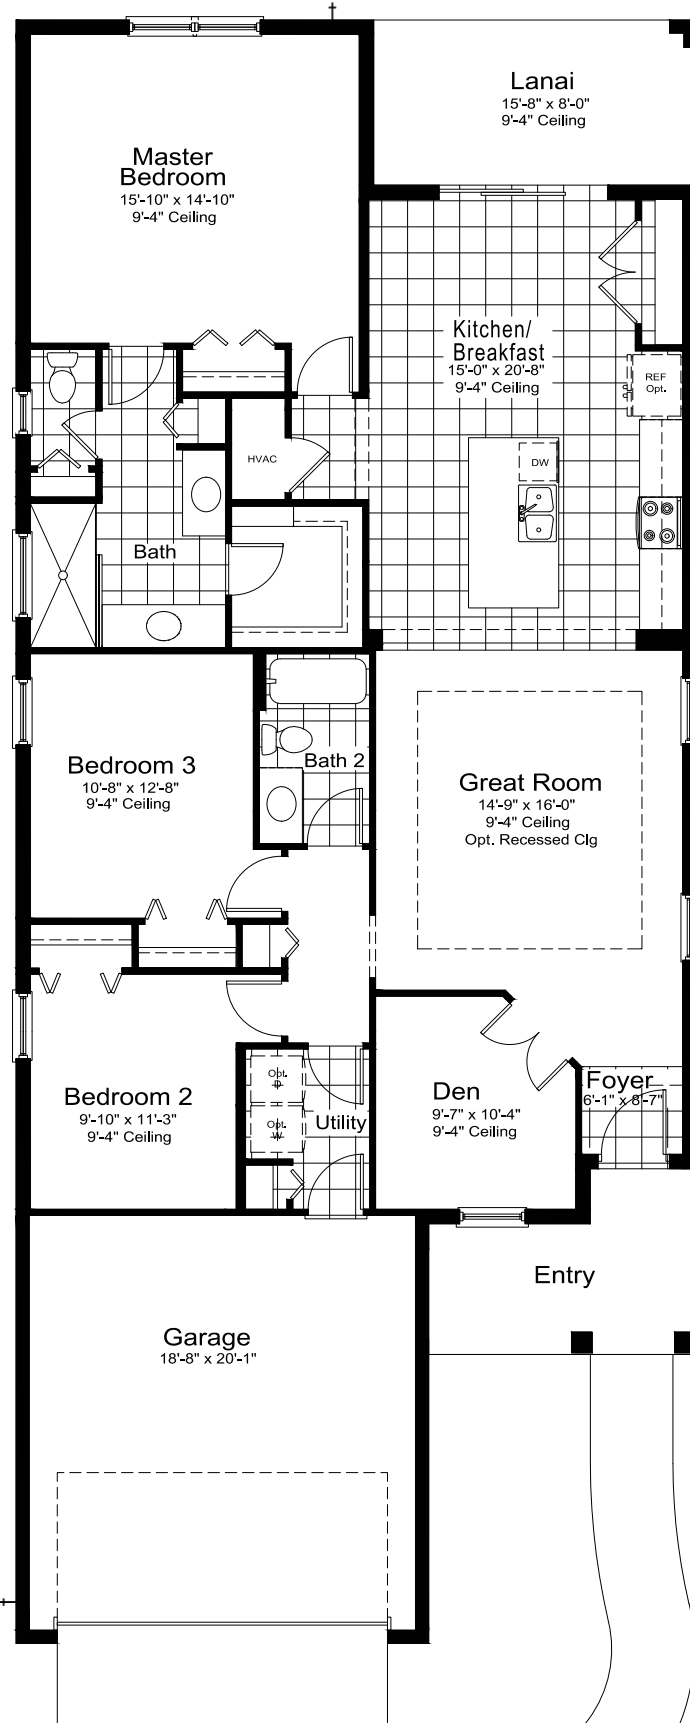 Lanai
15'-8" x 8'-0"
9'-4" Ceiling
Master
Bedroom
15'-10" x 14'-10"
9'-4" Ceiling
Kitchen/
Breakfast
15'-0" x 20'-8"
9'-4" Ceiling
REF
Opt.
HVAC
DW
Bath
Bedroom 3
10'-8" x 12'-8"
9'-4" Ceiling
Bath 2
Great Room
14'-9" x 16'-0"
9'-4" Ceiling
Opt. Recessed Clg
Opt.
D
Bedroom 2
9'-10" x 11'-3"
9'-4" Ceiling
Opt.
W
Utility
Den
9'-7" x 10'-4"
9'-4" Ceiling
Foyer
6'-1" x 8'-7"
Entry
Garage
18'-8" x 20'-1"